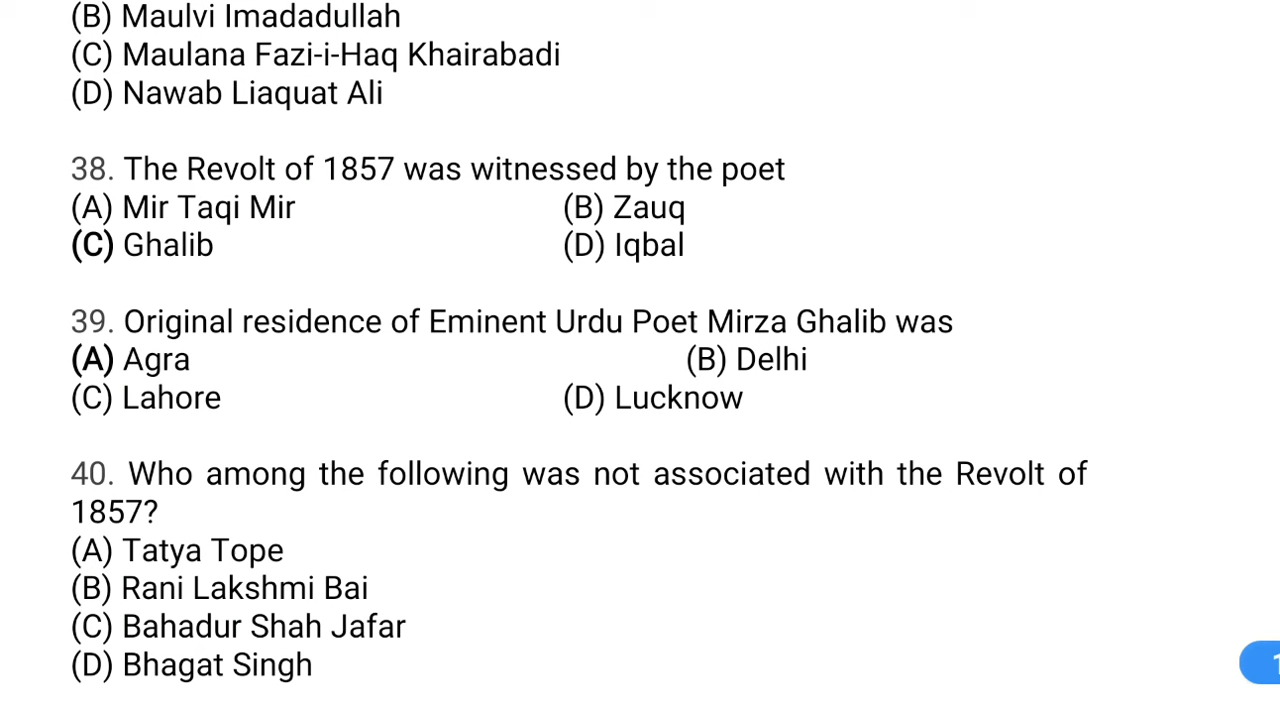 (B) Maulvi Imadadullah
(C) Maulana Fazi-i-Haq Khairabadi
(D) Nawab Liaquat Ali
38. The Revolt of 1857 was witnessed by the poet
(A) Mir Taqi Mir (B) Zauq
(C) Ghalib (D) Iqbal
39. Original residence of Eminent Urdu Poet Mirza Ghalib was
(A) Agra (B) Delhi
(C) Lahore (D) Lucknow
40. Who among the following was not associated with the Revolt of
1857?
(A) Tatya Tope
(B) Rani Lakshmi Bai
(C) Bahadur Shah Jafar
(D) Bhagat Singh